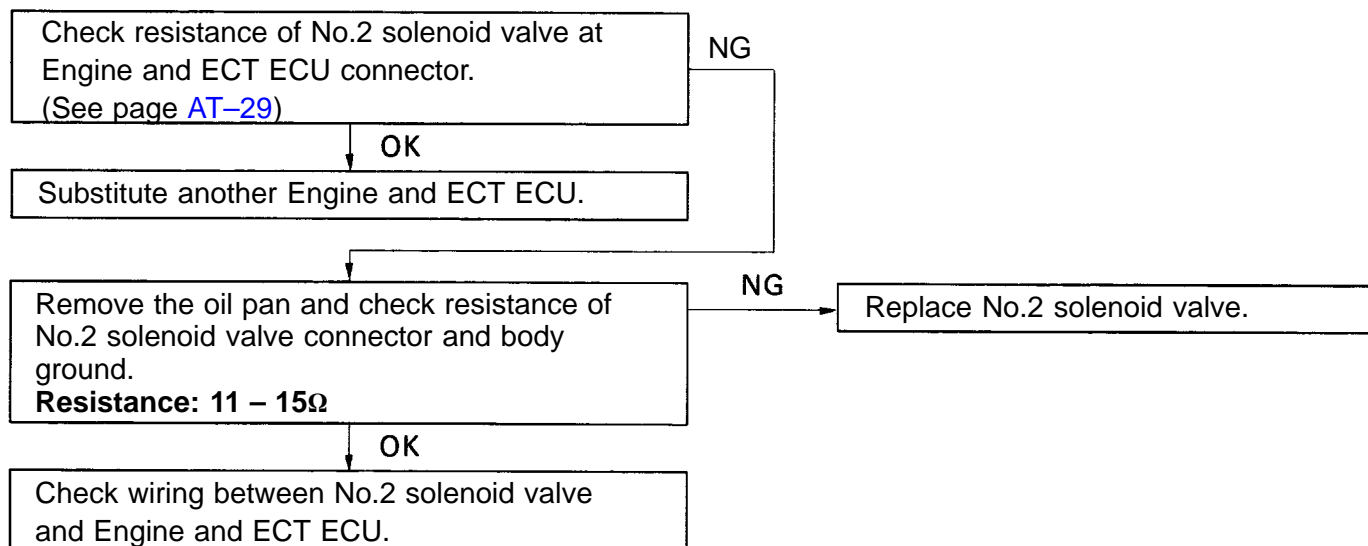 Check resistance of No.2 solenoid valve at
Engine and ECT ECU connector.
(See page AT–29)
NG
OK
Substitute another Engine and ECT ECU.
Remove the oil pan and check resistance of
No.2 solenoid valve connector and body
ground.
Resistance: 11 – 15Ω
NG
Replace No.2 solenoid valve.
OK
Check wiring between No.2 solenoid valve
and Engine and ECT ECU.